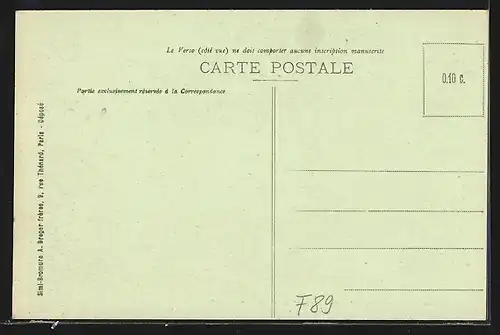 Le Verso (côté vue) ne doit comporter aucune inscription manuscrite
CARTE POSTALE
0.10 c.
Partie exclusivement réservée à la Correspondance
Simi-Bromure A. Breger Frères, 9, rue Thénard, Paris - Déposé
F89